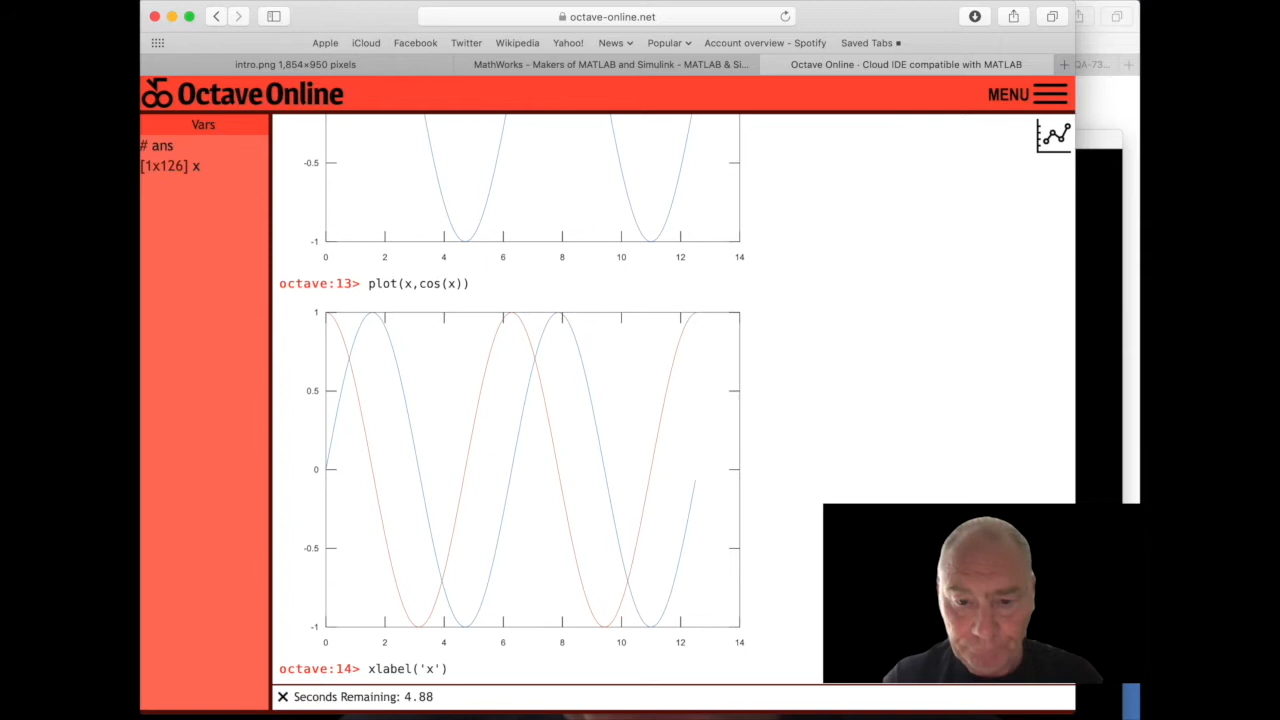 octave-online.net
Apple iCloud Facebook Twitter Wikipedia Yahoo! News Popular Account overview - Spotify Saved Tabs
intro.png 1,854×950 pixels MathWorks - Makers of MATLAB and Simulink - MATLAB & Si... Octave Online · Cloud IDE compatible with MATLAB QA-73...
Octave Online MENU
Vars
# ans
[1x126] x
-0.5
-1
0 2 4 6 8 10 12 14
octave:13> plot(x,cos(x))
1
0.5
0
-0.5
-1
0 2 4 6 8 10 12 14
octave:14> xlabel('x')
Seconds Remaining: 4.88